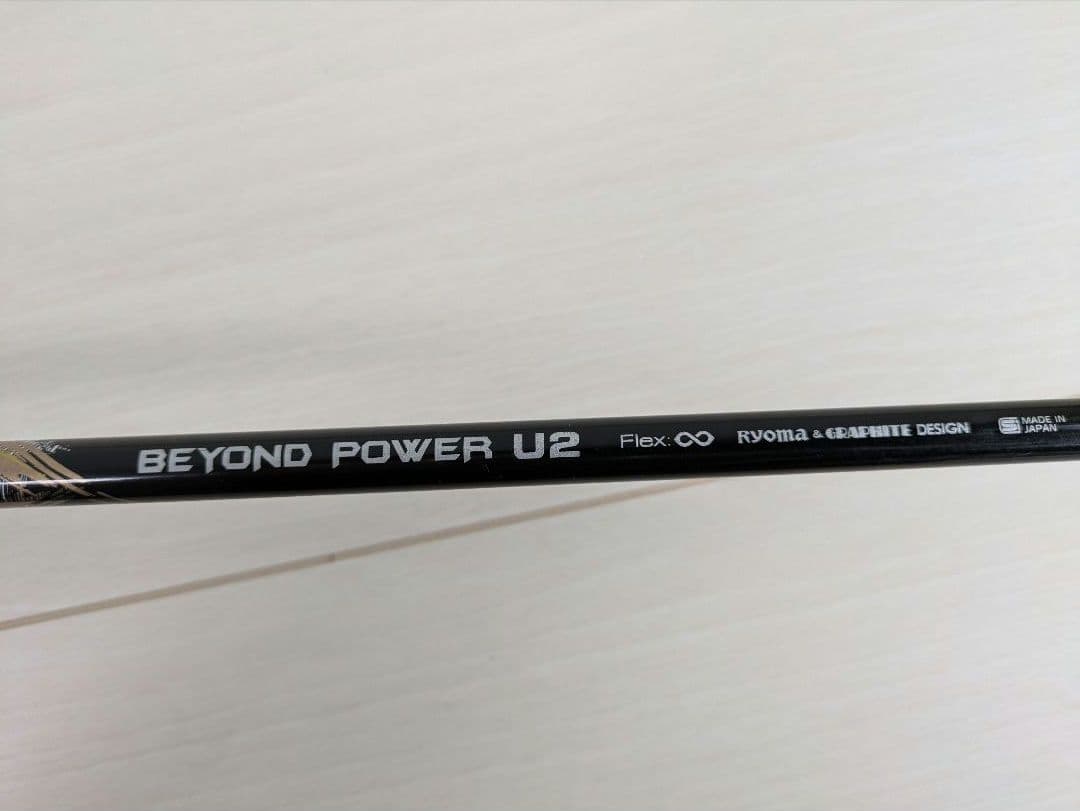 BEYOND POWER U2 Flex: ∞ Ryoma & GRAPHITE DESIGN
MADE IN
JAPAN